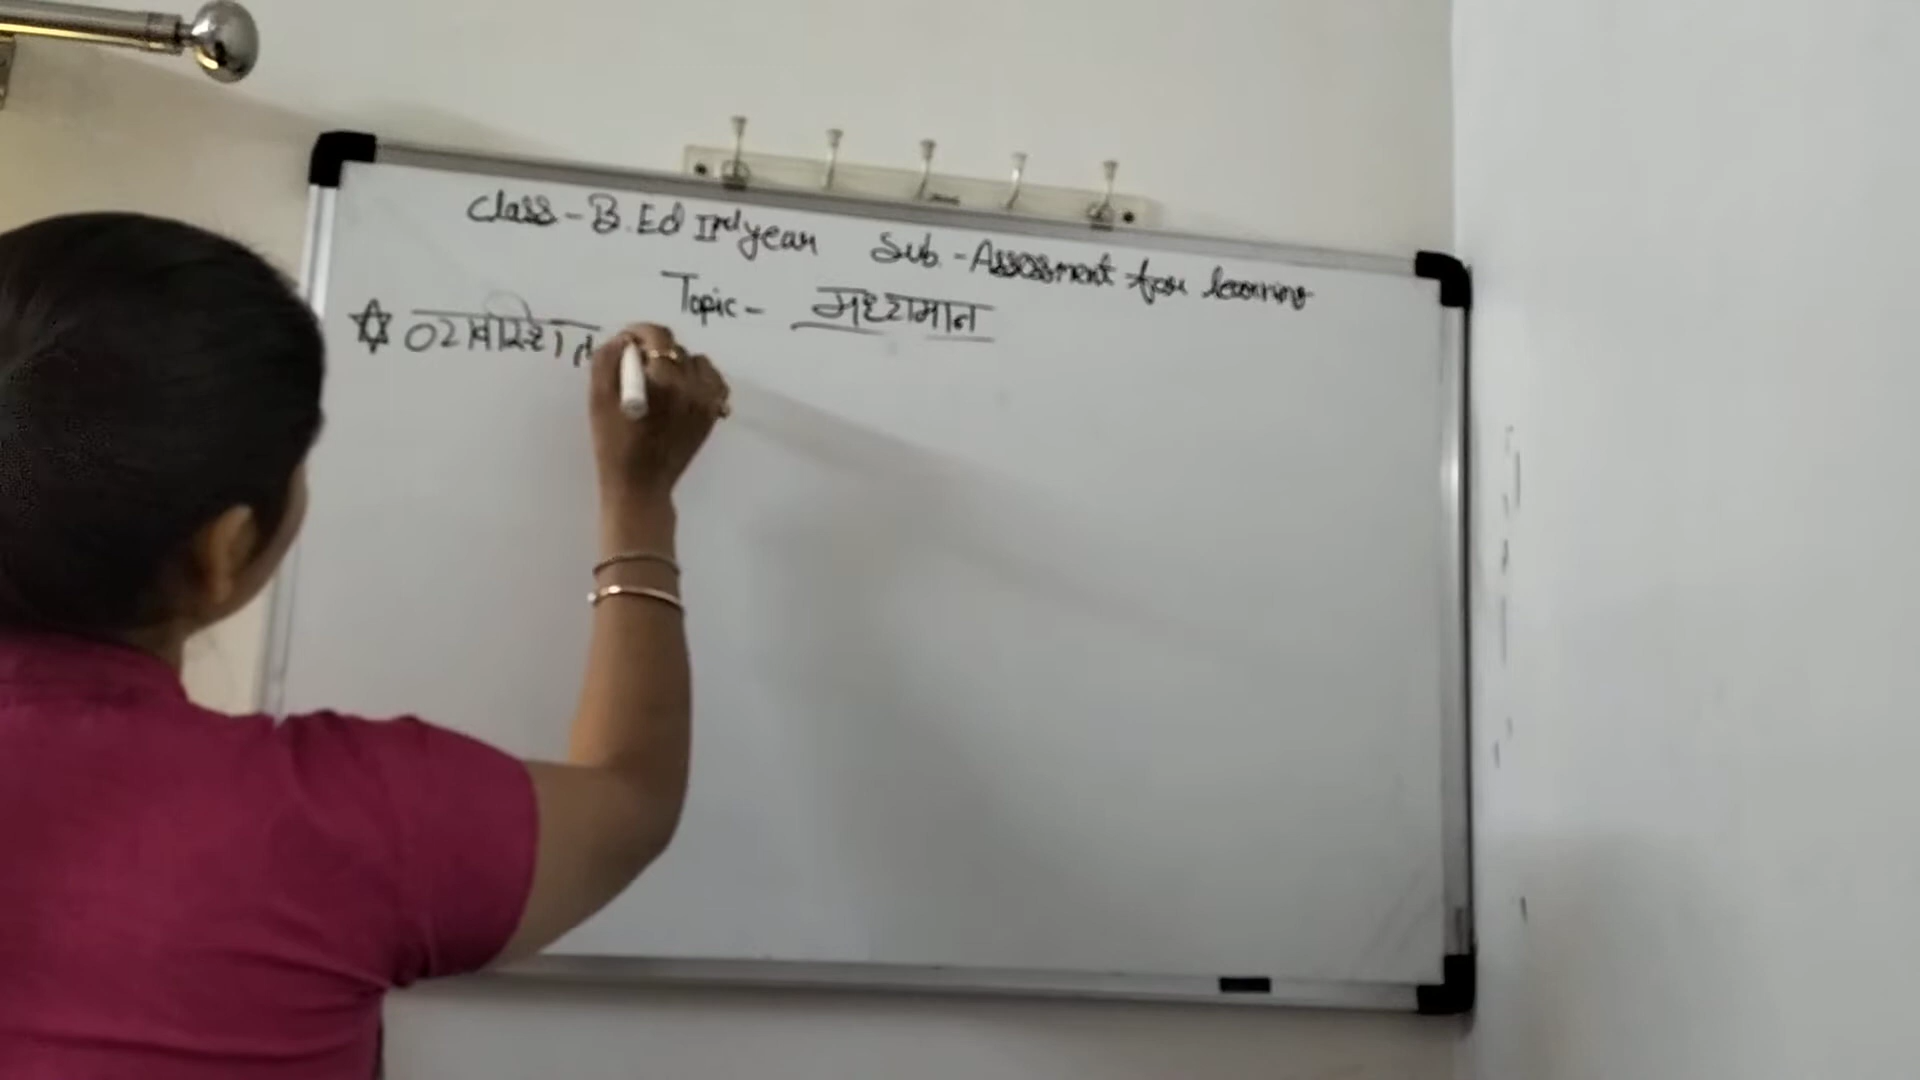 Class - B.Ed IInd year Sub. - Assessment for learning
Topic - मध्यमान